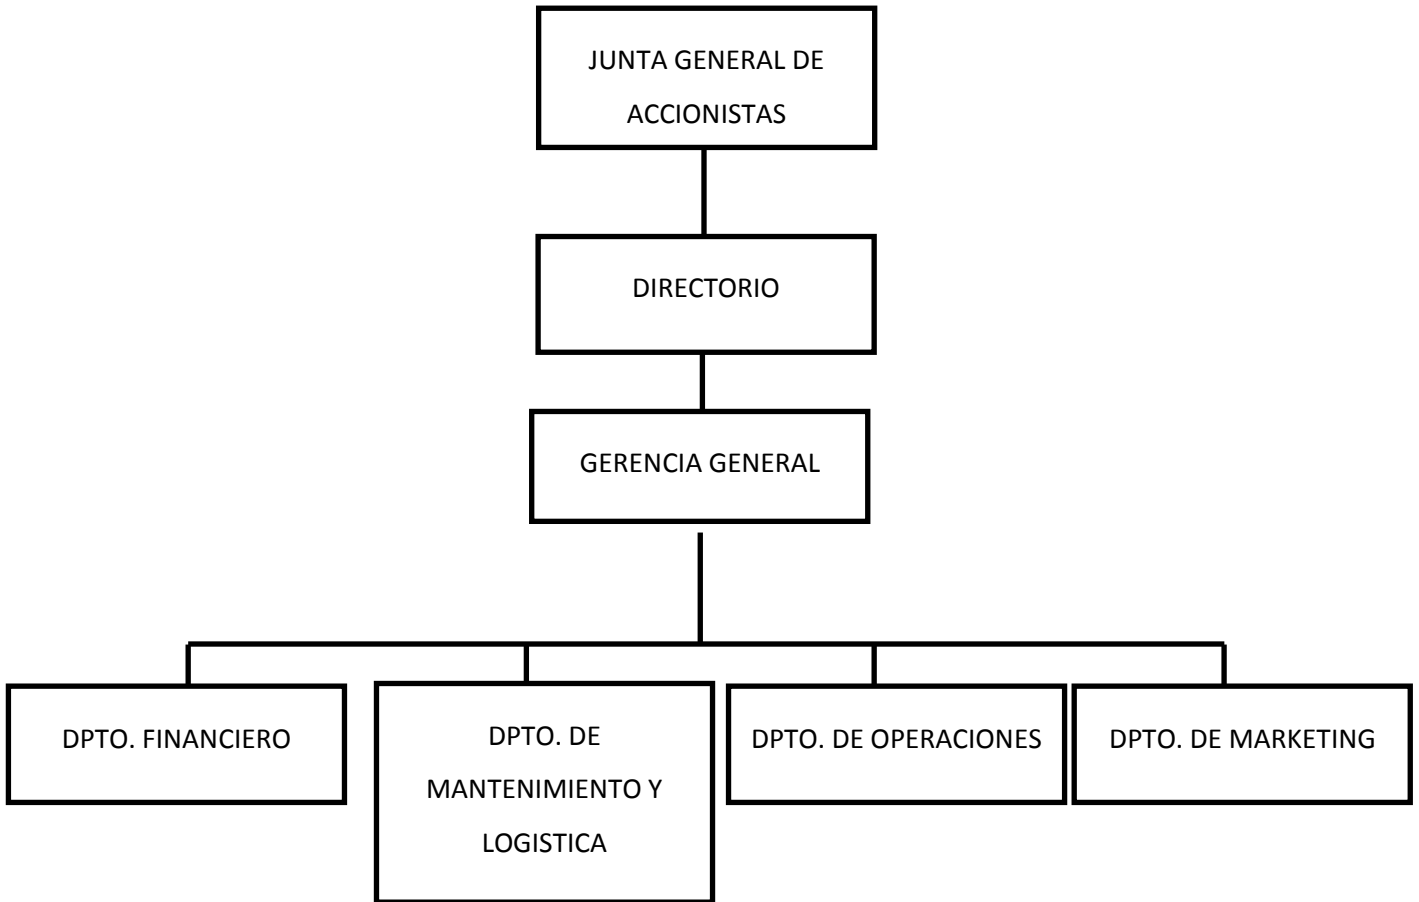 JUNTA GENERAL DE
ACCIONISTAS
DIRECTORIO
GERENCIA GENERAL
DPTO. FINANCIERO
DPTO. DE
MANTENIMIENTO Y
LOGISTICA
DPTO. DE OPERACIONES
DPTO. DE MARKETING